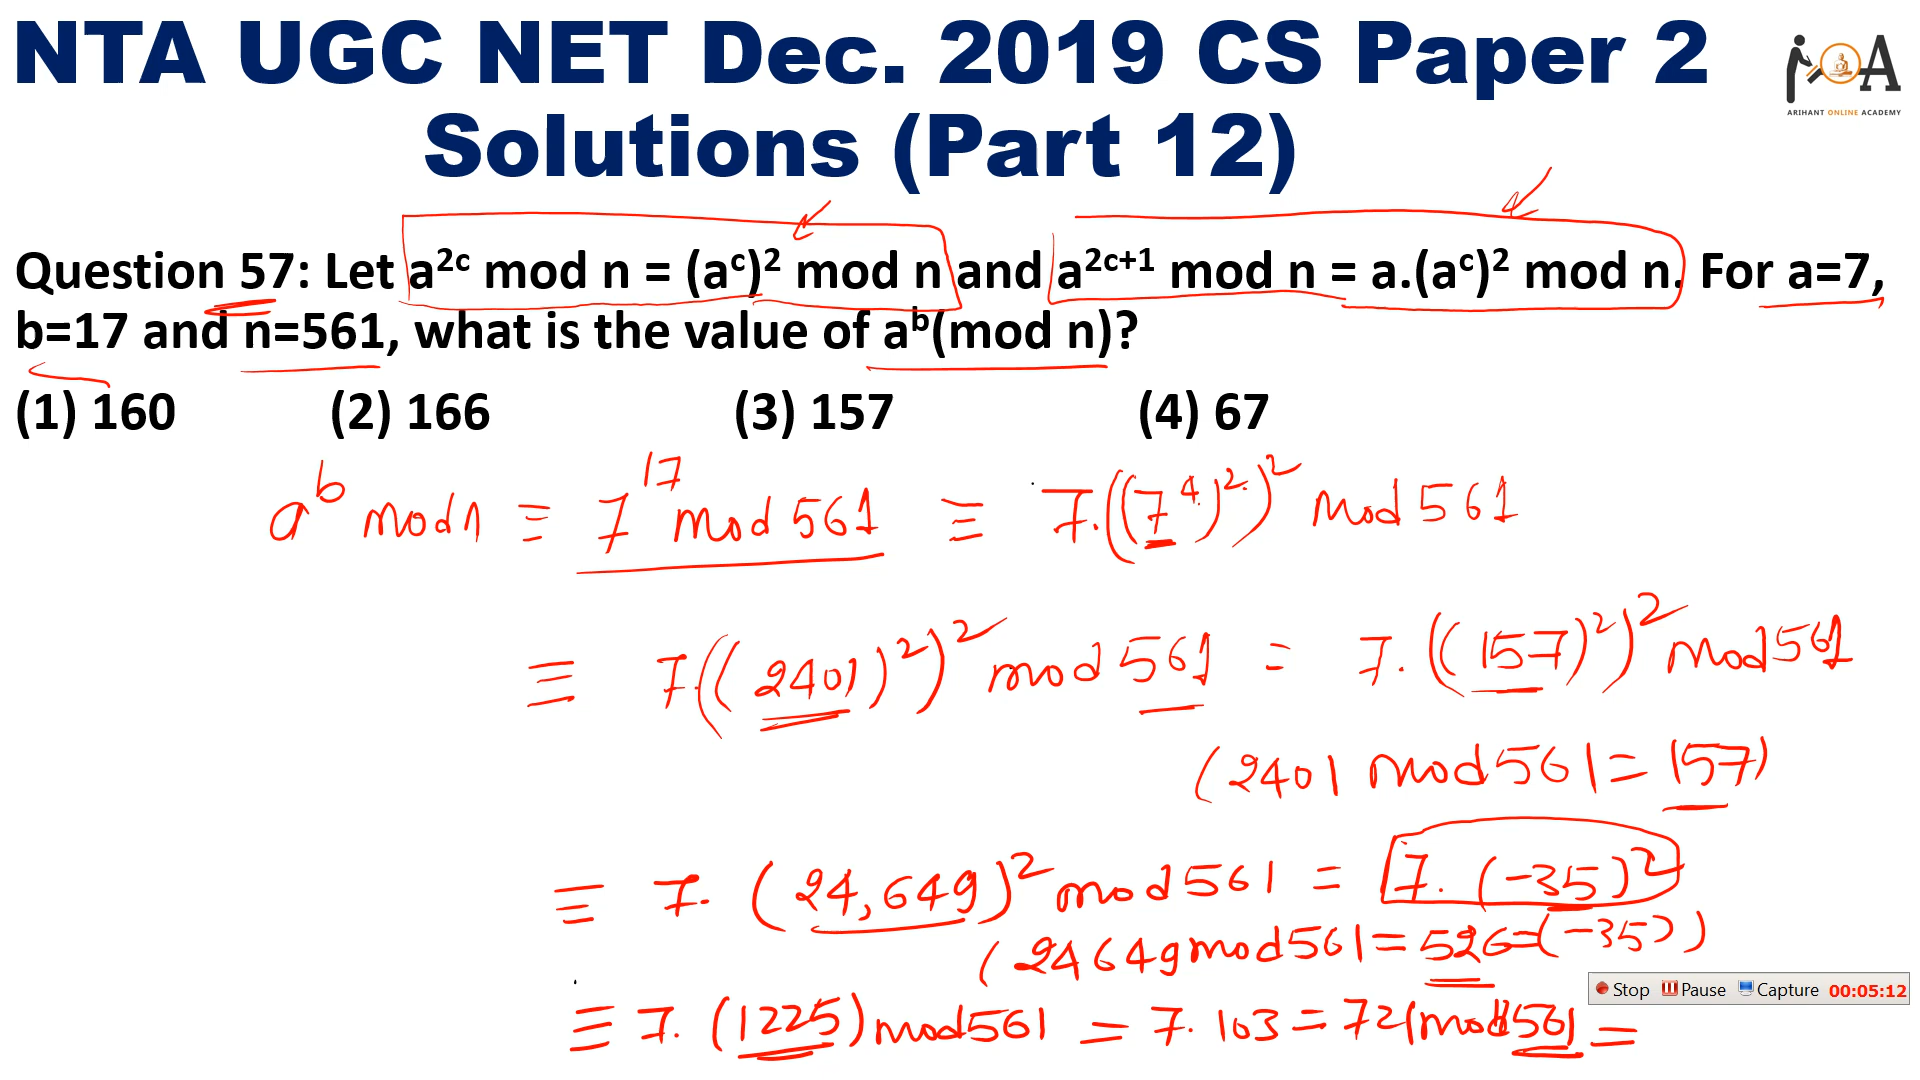 NTA UGC NET Dec. 2019 CS Paper 2
Solutions (Part 12)
ARIHANT ONLINE ACADEMY
Question 57: Let a²ᶜ mod n = (aᶜ)² mod n and a²ᶜ⁺¹ mod n = a.(aᶜ)² mod n. For a=7,
b=17 and n=561, what is the value of aᵇ(mod n)?
(1) 160 (2) 166 (3) 157 (4) 67
aᵇ mod n ≡ 7¹⁷ mod 561 ≡ 7.((7⁴)²)² mod 561
≡ 7.((2401)²)² mod 561 = 7.((157)²)² mod 561
(2401 mod 561 = 157)
≡ 7. (24,649)² mod 561 = 7. (-35)²
(24649 mod 561 = 526 = (-35))
≡ 7. (1225) mod 561 = 7. 103 = 721 mod 561 =
Stop Pause Capture 00:05:12